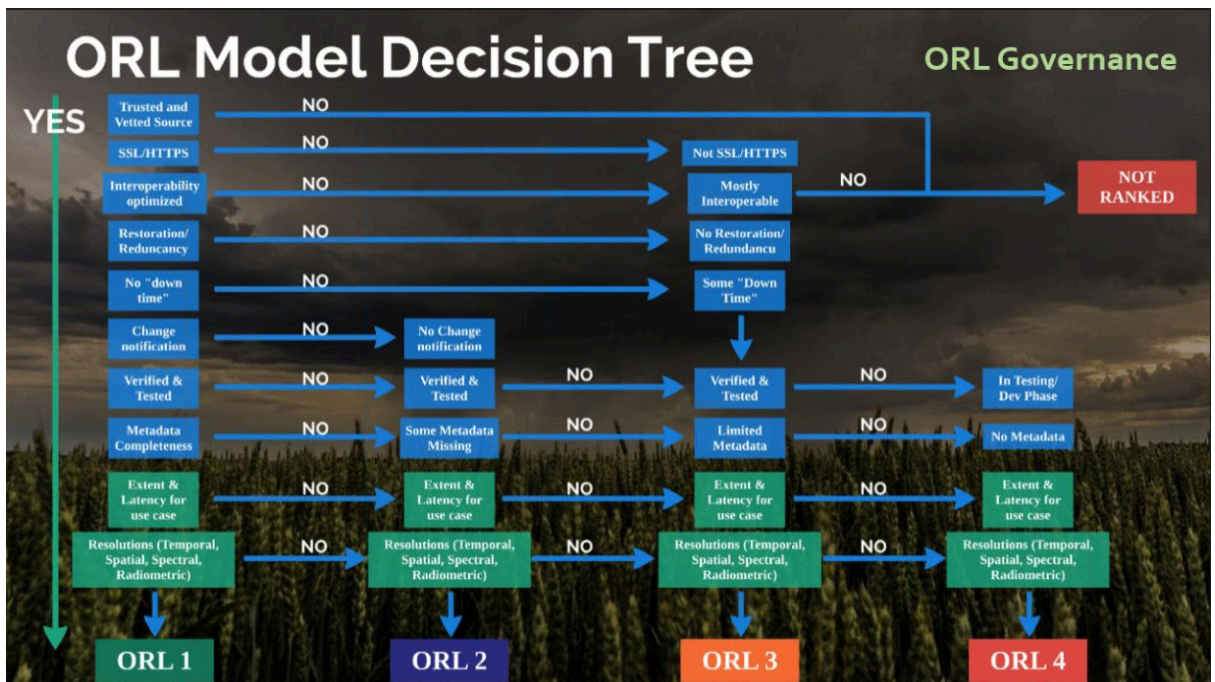 ORL Model Decision Tree
ORL Governance
YES
Trusted and
Vetted Source
NO
SSL/HTTPS
NO
Not SSL/HTTPS
Interoperability
optimized
NO
Mostly
Interoperable
NO
NOT
RANKED
Restoration/
Reduncancy
NO
No Restoration/
Redundancu
No "down
time"
NO
Some "Down
Time"
Change
notification
NO
No Change
notification
Verified &
Tested
NO
Verified &
Tested
NO
Verified &
Tested
NO
In Testing/
Dev Phase
Metadata
Completeness
NO
Some Metadata
Missing
NO
Limited
Metadata
NO
No Metadata
Extent &
Latency for
use case
NO
Extent &
Latency for
use case
NO
Extent &
Latency for
use case
NO
Extent &
Latency for
use case
Resolutions (Temporal,
Spatial, Spectral,
Radiometric)
NO
Resolutions (Temporal,
Spatial, Spectral,
Radiometric)
NO
Resolutions (Temporal,
Spatial, Spectral,
Radiometric)
NO
Resolutions (Temporal,
Spatial, Spectral,
Radiometric)
ORL 1
ORL 2
ORL 3
ORL 4